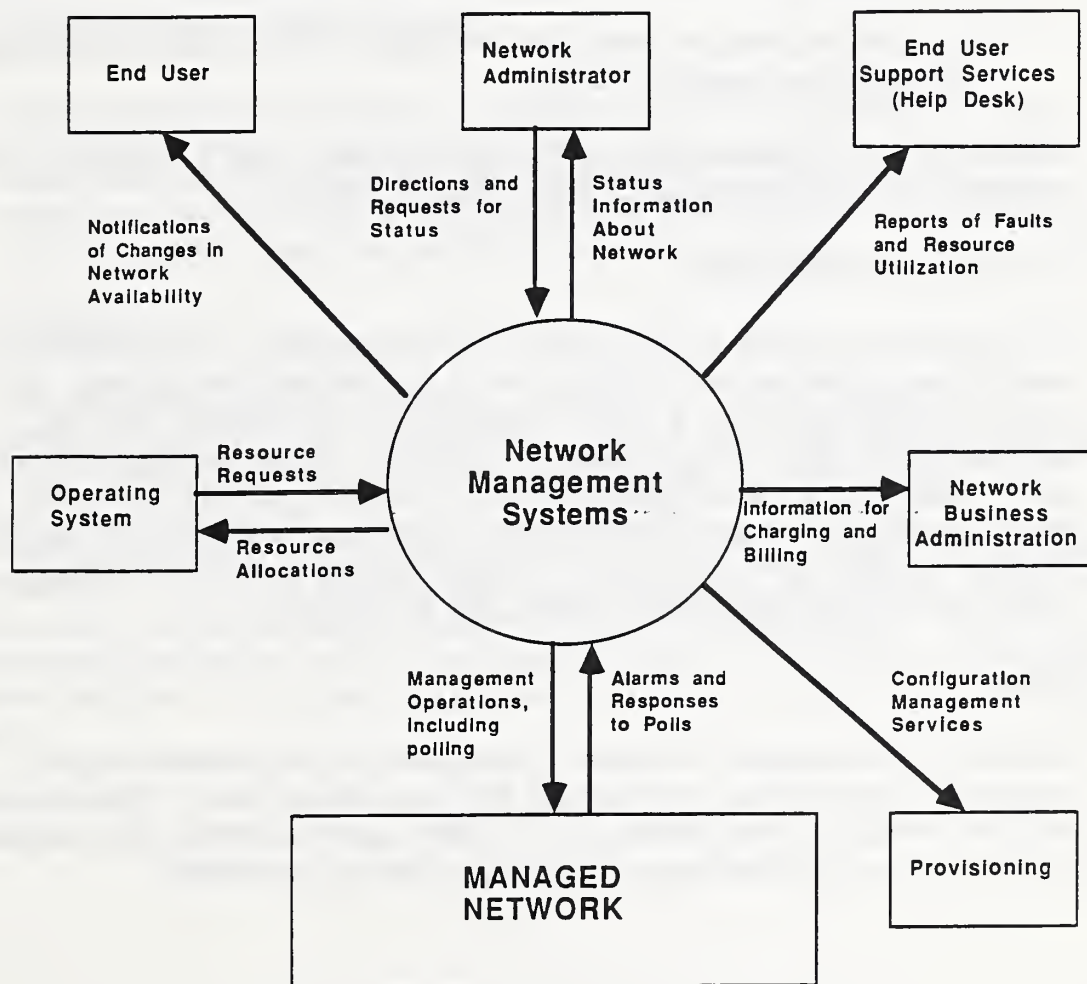 End User
Network
Administrator
End User
Support Services
(Help Desk)
Directions and
Requests for
Status
Status
Information
About
Network
Notifications
of Changes in
Network
Availability
Reports of Faults
and Resource
Utilization
Resource
Requests
Operating
System
Resource
Allocations
Network
Management
Systems
Information for
Charging and
Billing
Network
Business
Administration
Management
Operations,
including
polling
Alarms and
Responses
to Polls
Configuration
Management
Services
MANAGED
NETWORK
Provisioning